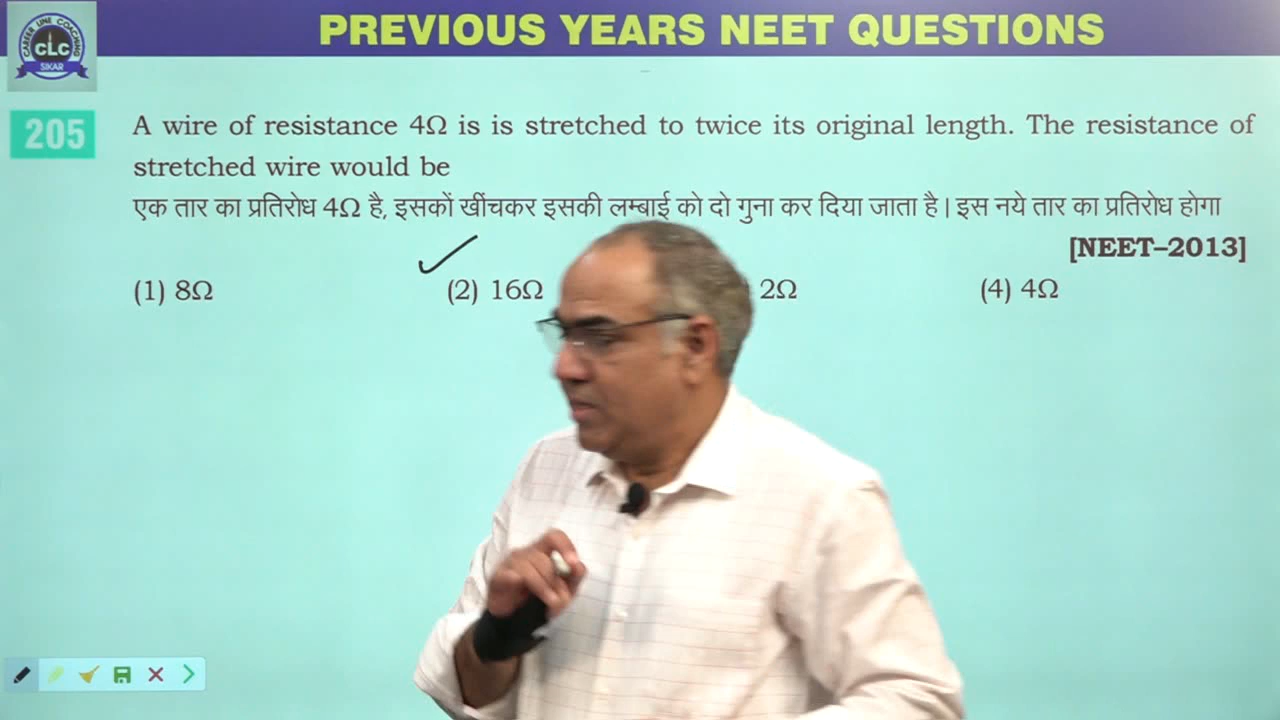 PREVIOUS YEARS NEET QUESTIONS
CAREER LINE COACHING
CLC
SIKAR
205
A wire of resistance 4Ω is is stretched to twice its original length. The resistance of
stretched wire would be
एक तार का प्रतिरोध 4Ω है, इसकों खींचकर इसकी लम्बाई को दो गुना कर दिया जाता है। इस नये तार का प्रतिरोध होगा
[NEET–2013]
(1) 8Ω (2) 16Ω 2Ω (4) 4Ω